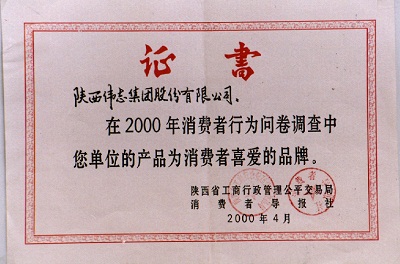 证书
陕西伟志集团股份有限公司：
在2000年消费者行为问卷调查中
您单位的产品为消费者喜爱的品牌。
陕西省工商行政管理公平交易局
消费者导报社
2000年4月